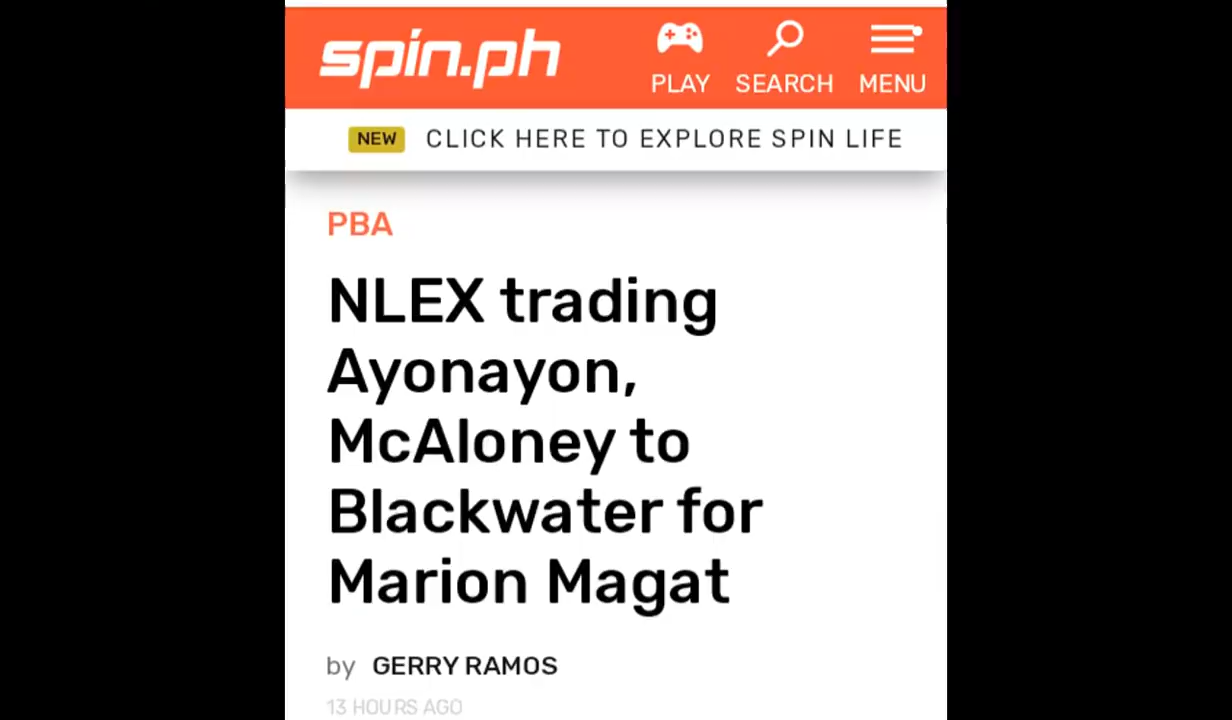 spin.ph
PLAY SEARCH MENU
NEW CLICK HERE TO EXPLORE SPIN LIFE
PBA
NLEX trading
Ayonayon,
McAloney to
Blackwater for
Marion Magat
by GERRY RAMOS
13 HOURS AGO